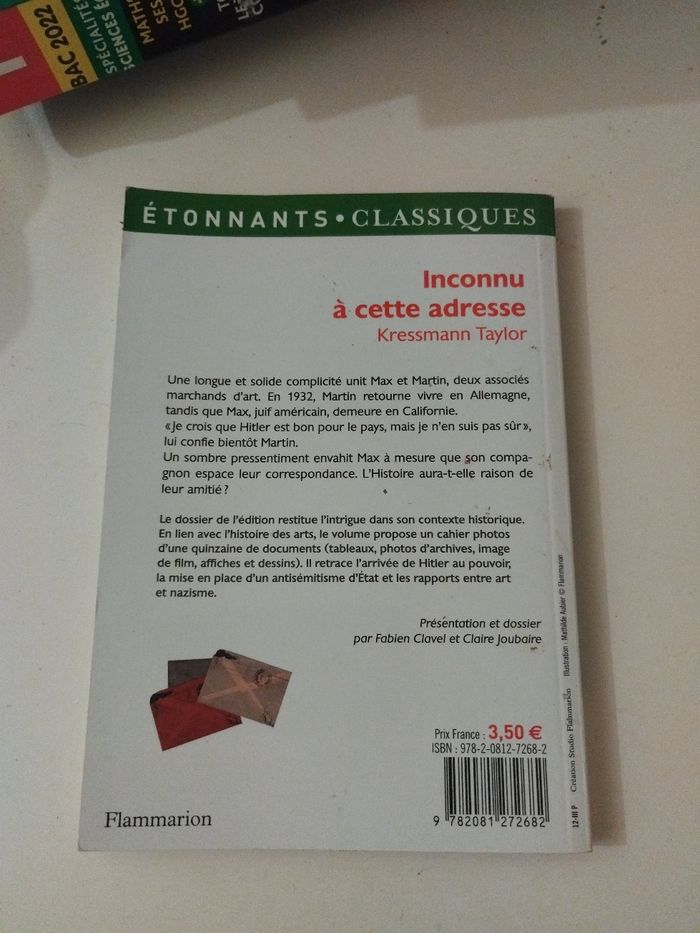 BAC 2022
SPÉCIALITÉ
SCIENCES
MATH
SES
HGG
ÉTONNANTS • CLASSIQUES
Inconnu
à cette adresse
Kressmann Taylor
Une longue et solide complicité unit Max et Martin, deux associés
marchands d'art. En 1932, Martin retourne vivre en Allemagne,
tandis que Max, juif américain, demeure en Californie.
« Je crois que Hitler est bon pour le pays, mais je n'en suis pas sûr »,
lui confie bientôt Martin.
Un sombre pressentiment envahit Max à mesure que son compa-
gnon espace leur correspondance. L'Histoire aura-t-elle raison de
leur amitié ?
Le dossier de l'édition restitue l'intrigue dans son contexte historique.
En lien avec l'histoire des arts, le volume propose un cahier photos
d'une quinzaine de documents (tableaux, photos d'archives, image
de film, affiches et dessins). Il retrace l'arrivée de Hitler au pouvoir,
la mise en place d'un antisémitisme d'État et les rapports entre art
et nazisme.
Présentation et dossier
par Fabien Clavel et Claire Joubaire
Prix France : 3,50 €
ISBN : 978-2-0812-7268-2
9 782081 272682
Flammarion
12-III P Création Studio Flammarion Illustration : Mathilde Aubier © Flammarion